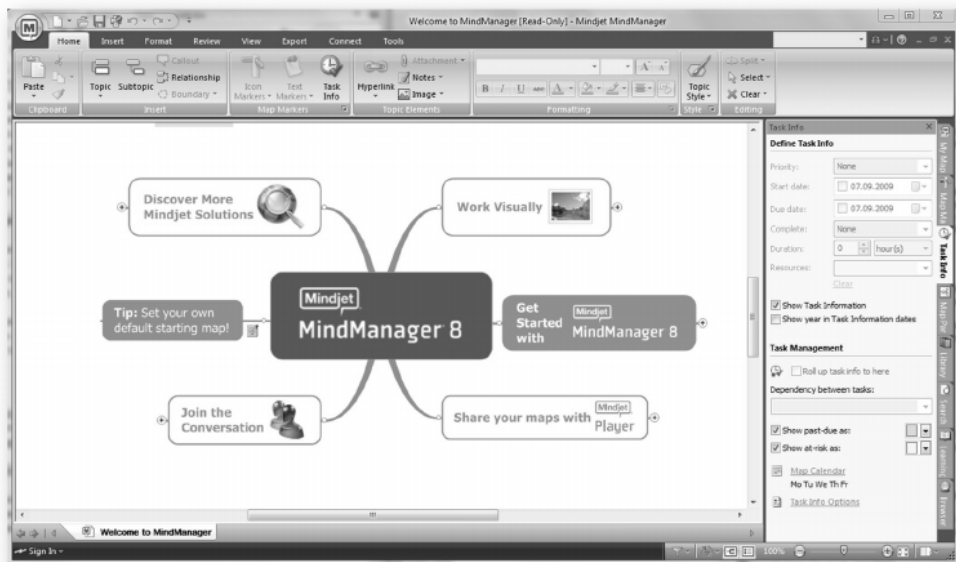 Welcome to MindManager [Read-Only] - Mindjet MindManager
Home Insert Format Review View Export Connect Tools
Paste
Clipboard
Topic Subtopic
Callout
Relationship
Boundary
Insert
Icon Markers
Text Markers
Task Info
Map Markers
Hyperlink
Attachment
Notes
Image
Topic Elements
B I U abc A
Formatting
Topic Style
Style
Split
Select
Clear
Editing
Discover More
Mindjet Solutions
Work Visually
Tip: Set your own
default starting map!
Mindjet
MindManager 8
Get
Started
with
Mindjet
MindManager 8
Join the
Conversation
Share your maps with
Mindjet
Player
Task Info
Define Task Info
Priority: None
Start date: 07.09.2009
Due date: 07.09.2009
Complete: None
Duration: 0 hour(s)
Resources:
Clear
Show Task Information
Show year in Task Information dates
Task Management
Roll up task info to here
Dependency between tasks:
Show past-due as:
Show at-risk as:
Map Calendar
Mo Tu We Th Fr
Task Info Options
My Map
Map Ma
Task Info
Map Par
Library
Search
Learning
Browser
Welcome to MindManager
Sign In
100%